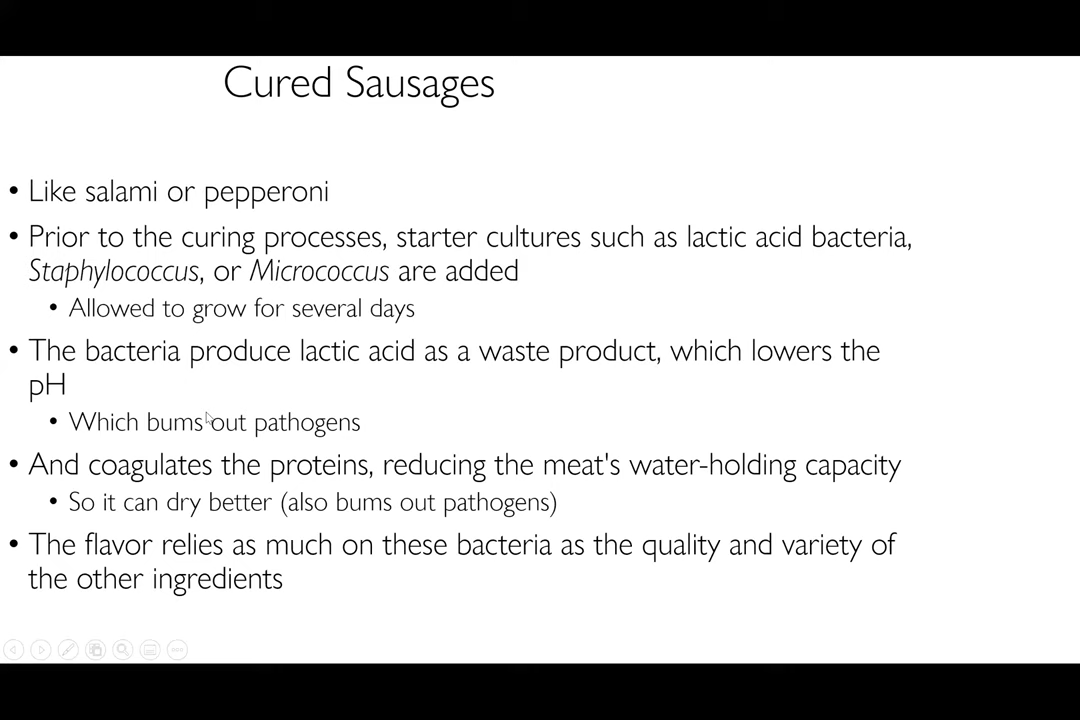 Cured Sausages
• Like salami or pepperoni
• Prior to the curing processes, starter cultures such as lactic acid bacteria,
Staphylococcus, or Micrococcus are added
• Allowed to grow for several days
• The bacteria produce lactic acid as a waste product, which lowers the
pH
• Which bums out pathogens
• And coagulates the proteins, reducing the meat's water-holding capacity
• So it can dry better (also bums out pathogens)
• The flavor relies as much on these bacteria as the quality and variety of
the other ingredients